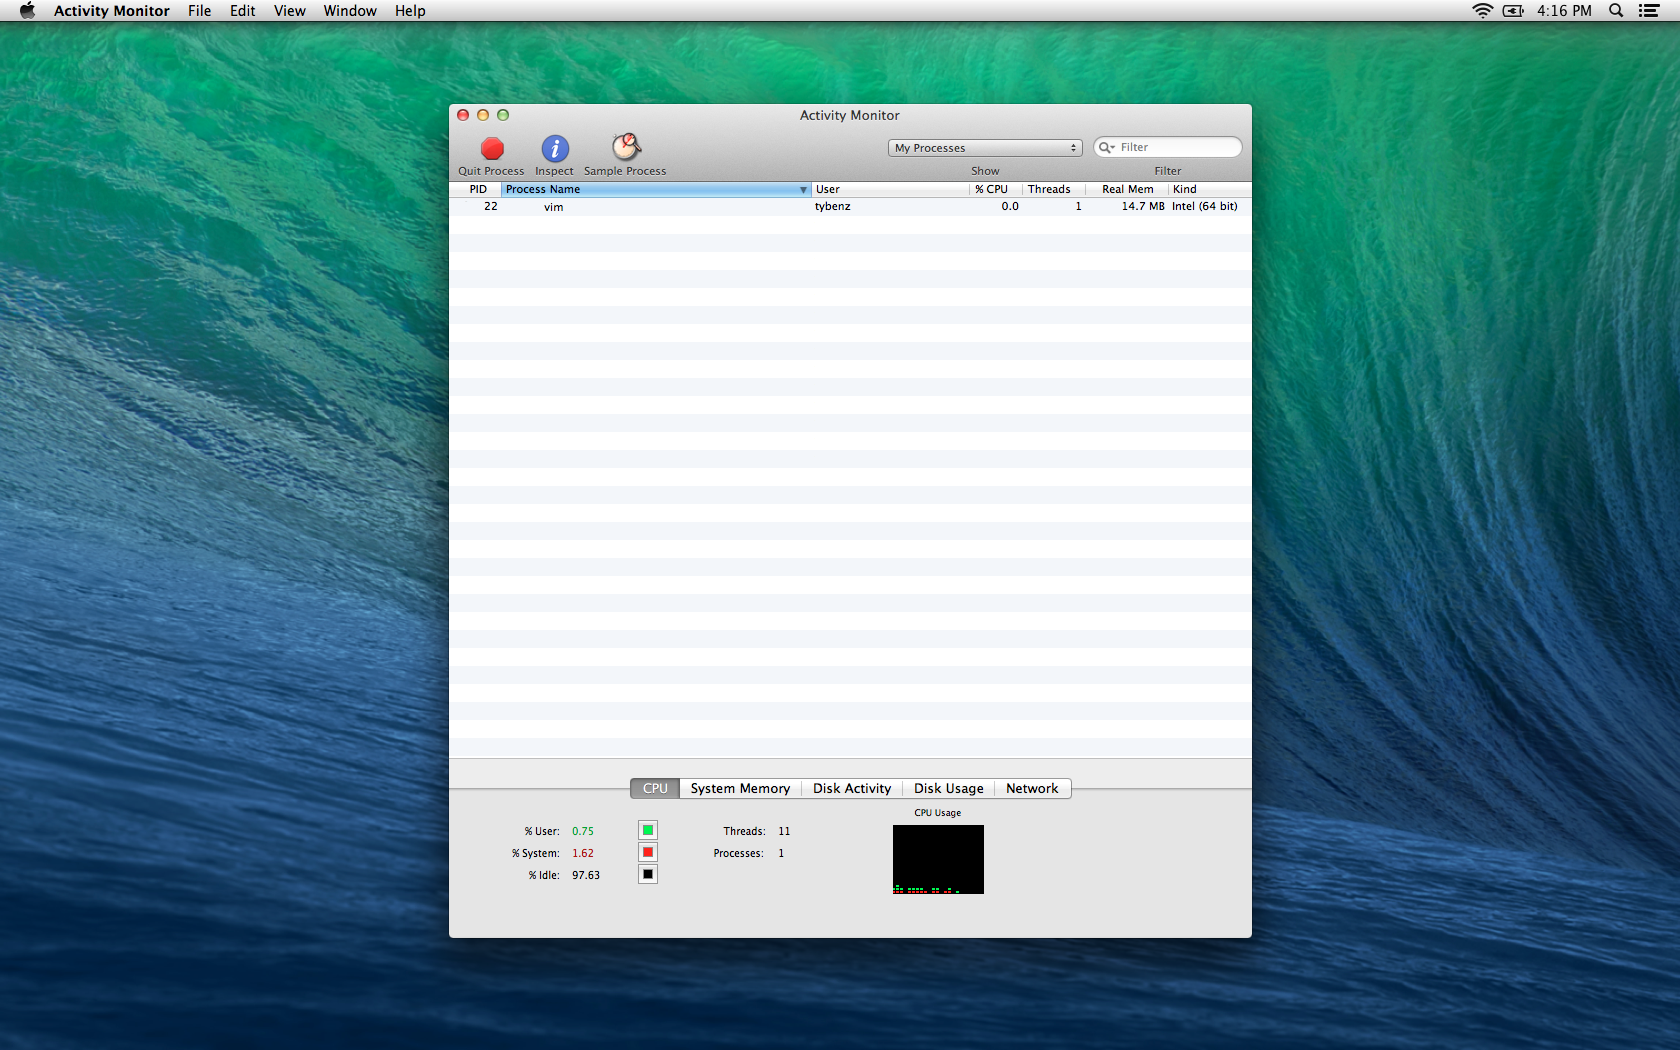 Activity Monitor File Edit View Window Help 4:16 PM
Activity Monitor
My Processes Filter
Quit Process Inspect Sample Process Show Filter
PID Process Name User % CPU Threads Real Mem Kind
22 vim tybenz 0.0 1 14.7 MB Intel (64 bit)
CPU System Memory Disk Activity Disk Usage Network
CPU Usage
% User: 0.75 Threads: 11
% System: 1.62 Processes: 1
% Idle: 97.63